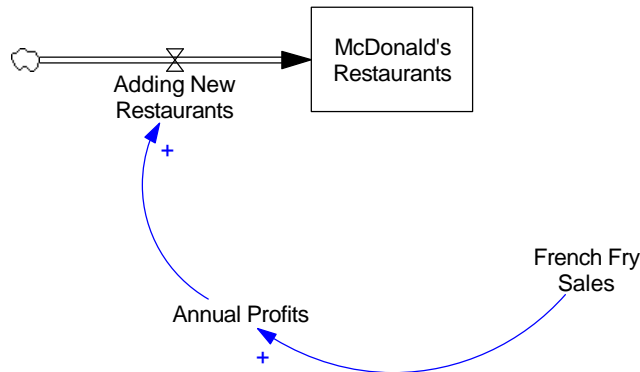 McDonald's
Restaurants
Adding New
Restaurants
+
French Fry
Sales
Annual Profits
+